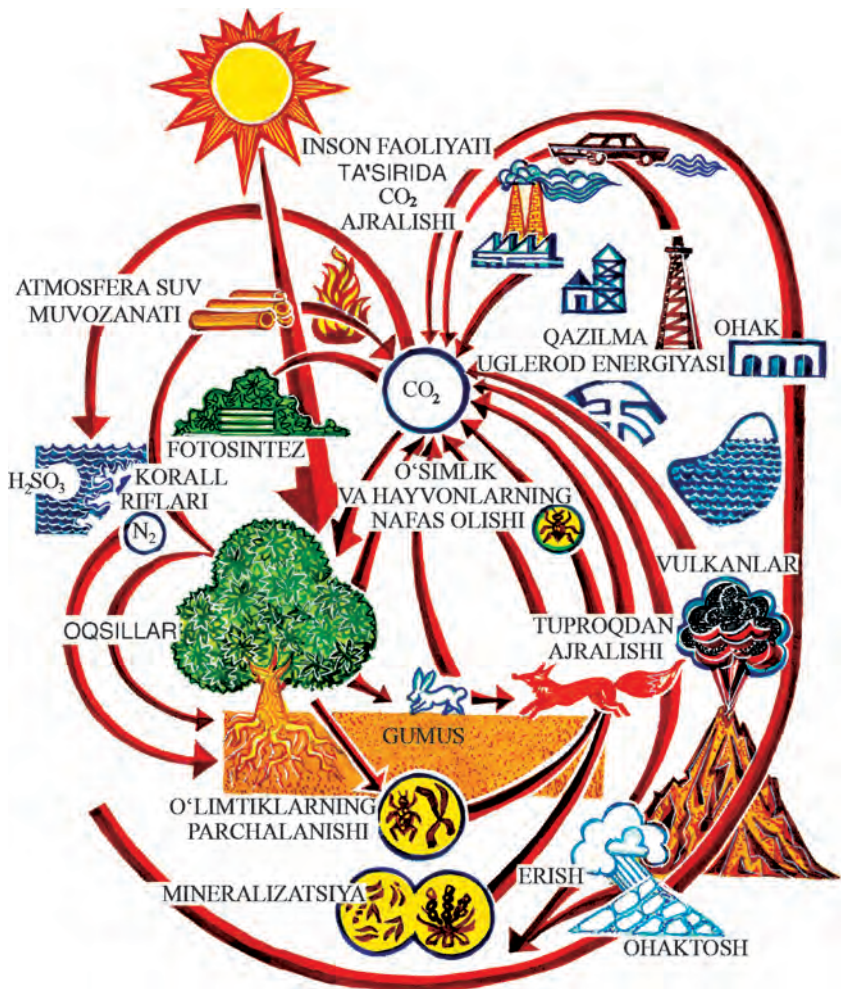 INSON FAOLIYATI
TA'SIRIDA
CO₂
AJRALISHI
ATMOSFERA SUV
MUVOZANATI
QAZILMA
UGLEROD ENERGIYASI
OHAK
CO₂
FOTOSINTEZ
H₂SO₃
KORALL
RIFLARI
N₂
O‘SIMLIK
VA HAYVONLARNING
NAFAS OLISHI
VULKANLAR
OQSILLAR
TUPROQDAN
AJRALISHI
GUMUS
O‘LIMTIKLARNING
PARCHALANISHI
MINERALIZATSIYA
ERISH
OHAKTOSH